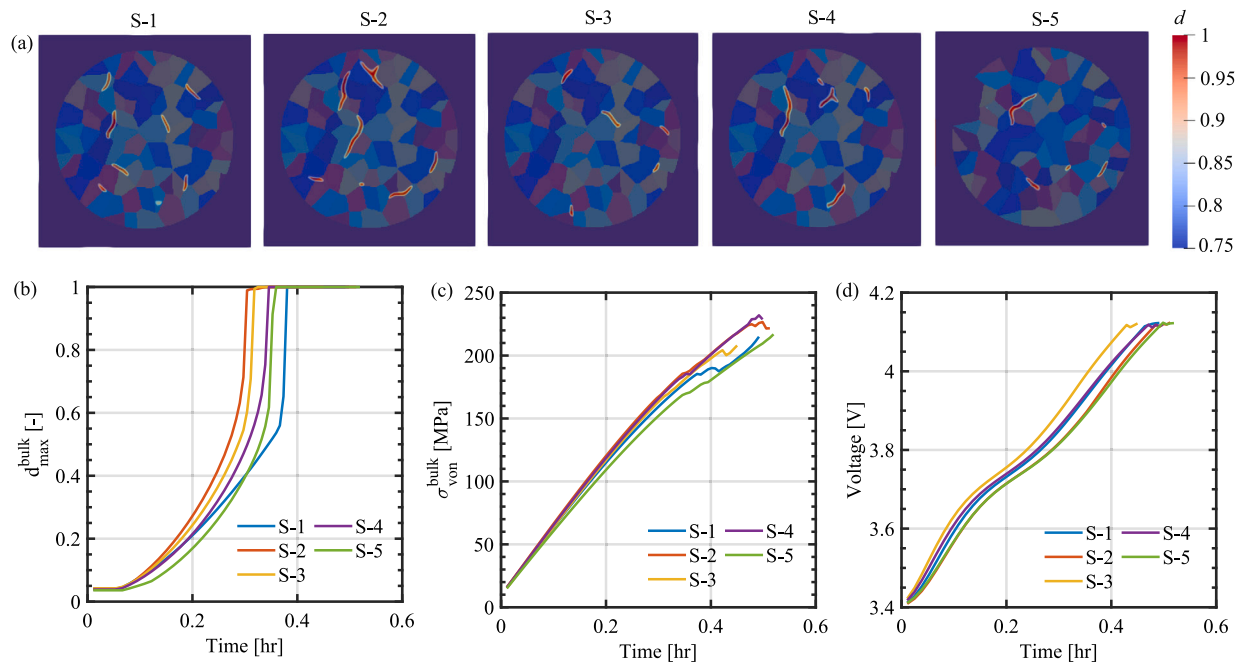 S-1 S-2 S-3 S-4 S-5 d
(a)
1
0.95
0.9
0.85
0.8
0.75
(b)
1
0.8
0.6
0.4
0.2
0
d_max^bulk [-]
S-1 S-4
S-2 S-5
S-3
0 0.2 0.4 0.6
Time [hr]
(c)
250
200
150
100
50
0
σ_von^bulk [MPa]
S-1 S-4
S-2 S-5
S-3
0 0.2 0.4 0.6
Time [hr]
(d)
4.2
4
3.8
3.6
3.4
Voltage [V]
S-1 S-4
S-2 S-5
S-3
0 0.2 0.4 0.6
Time [hr]